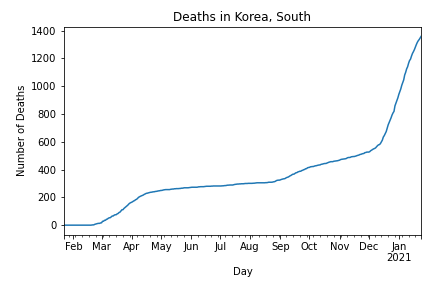 Deaths in Korea, South
1400
1200
1000
800
600
400
200
0
Number of Deaths
Feb Mar Apr May Jun Jul Aug Sep Oct Nov Dec Jan
2021
Day